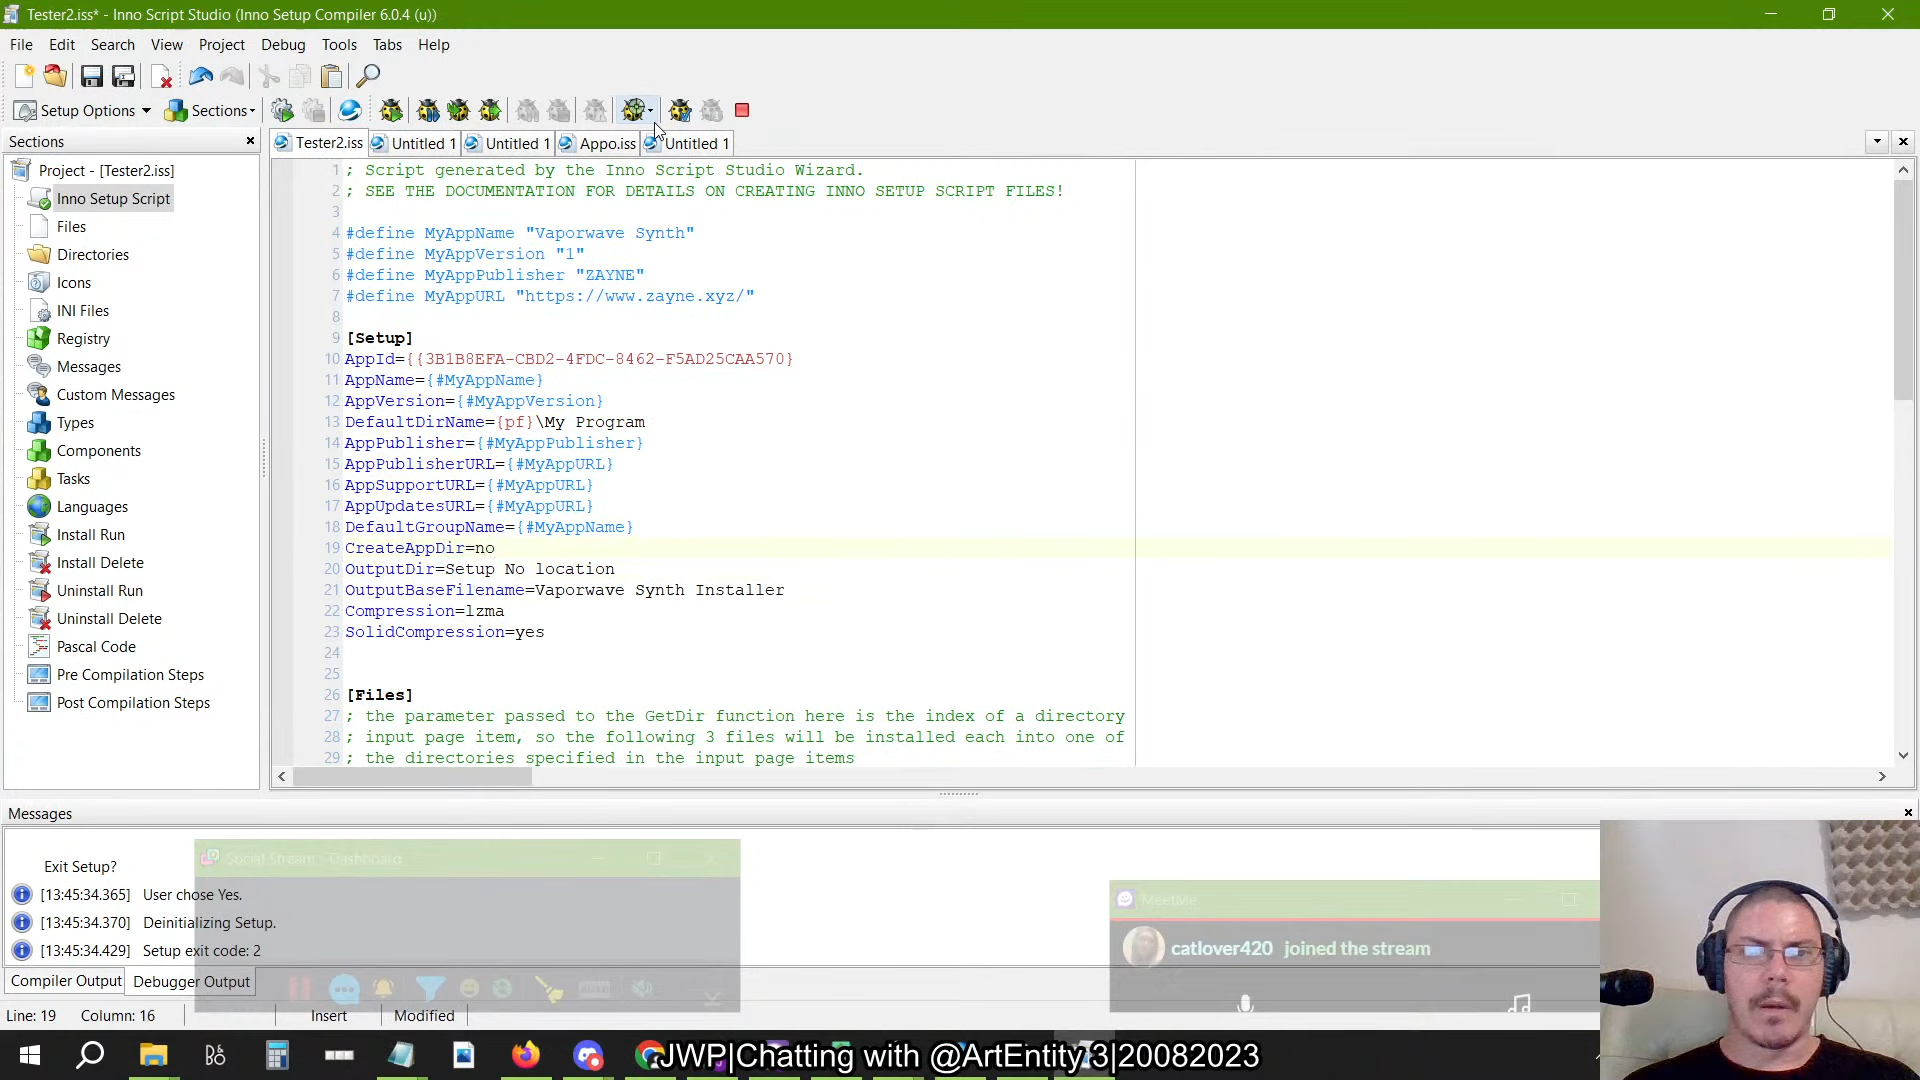 Tester2.iss* - Inno Script Studio (Inno Setup Compiler 6.0.4 (u))
File Edit Search View Project Debug Tools Tabs Help
Setup Options Sections
Sections
Project - [Tester2.iss]
Inno Setup Script
Files
Directories
Icons
INI Files
Registry
Messages
Custom Messages
Types
Components
Tasks
Languages
Install Run
Install Delete
Uninstall Run
Uninstall Delete
Pascal Code
Pre Compilation Steps
Post Compilation Steps
Tester2.iss Untitled 1 Untitled 1 Appo.iss Untitled 1
1 ; Script generated by the Inno Script Studio Wizard.
2 ; SEE THE DOCUMENTATION FOR DETAILS ON CREATING INNO SETUP SCRIPT FILES!
3
4 #define MyAppName "Vaporwave Synth"
5 #define MyAppVersion "1"
6 #define MyAppPublisher "ZAYNE"
7 #define MyAppURL "https://www.zayne.xyz/"
8
9 [Setup]
10 AppId={{3B1B8EFA-CBD2-4FDC-8462-F5AD25CAA570}
11 AppName={#MyAppName}
12 AppVersion={#MyAppVersion}
13 DefaultDirName={pf}\My Program
14 AppPublisher={#MyAppPublisher}
15 AppPublisherURL={#MyAppURL}
16 AppSupportURL={#MyAppURL}
17 AppUpdatesURL={#MyAppURL}
18 DefaultGroupName={#MyAppName}
19 CreateAppDir=no
20 OutputDir=Setup No location
21 OutputBaseFilename=Vaporwave Synth Installer
22 Compression=lzma
23 SolidCompression=yes
24
25
26 [Files]
27 ; the parameter passed to the GetDir function here is the index of a directory
28 ; input page item, so the following 3 files will be installed each into one of
29 ; the directories specified in the input page items
Messages
Exit Setup?
[13:45:34.365] User chose Yes.
[13:45:34.370] Deinitializing Setup.
[13:45:34.429] Setup exit code: 2
Social Stream - Dashboard
MeetMe
catlover420 joined the stream
Compiler Output Debugger Output
Line: 19 Column: 16 Insert Modified
JWP|Chatting with @ArtEntity 3|20082023